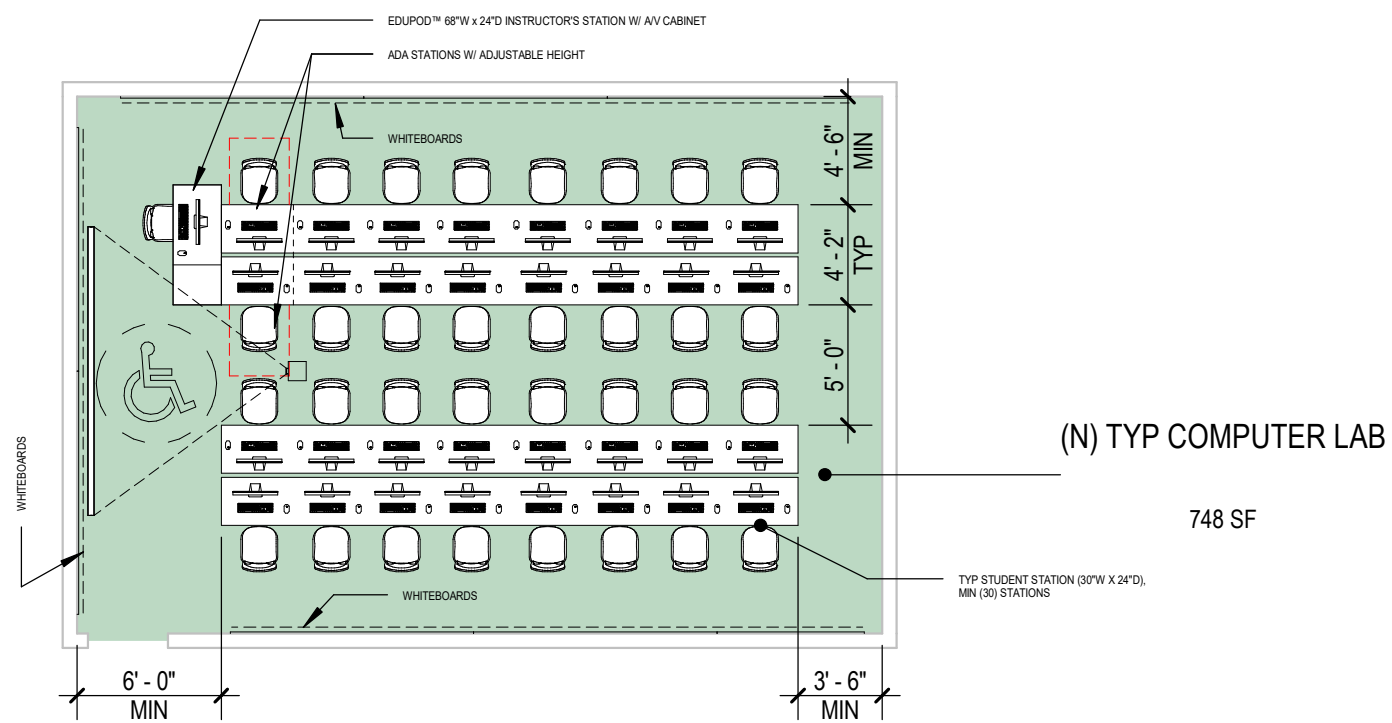 EDUPOD™ 68"W x 24"D INSTRUCTOR'S STATION W/ A/V CABINET
ADA STATIONS W/ ADJUSTABLE HEIGHT
WHITEBOARDS
4' - 6"
MIN
4' - 2"
TYP
5' - 0"
(N) TYP COMPUTER LAB
748 SF
WHITEBOARDS
TYP STUDENT STATION (30"W X 24"D),
MIN (30) STATIONS
WHITEBOARDS
6' - 0"
MIN
3' - 6"
MIN